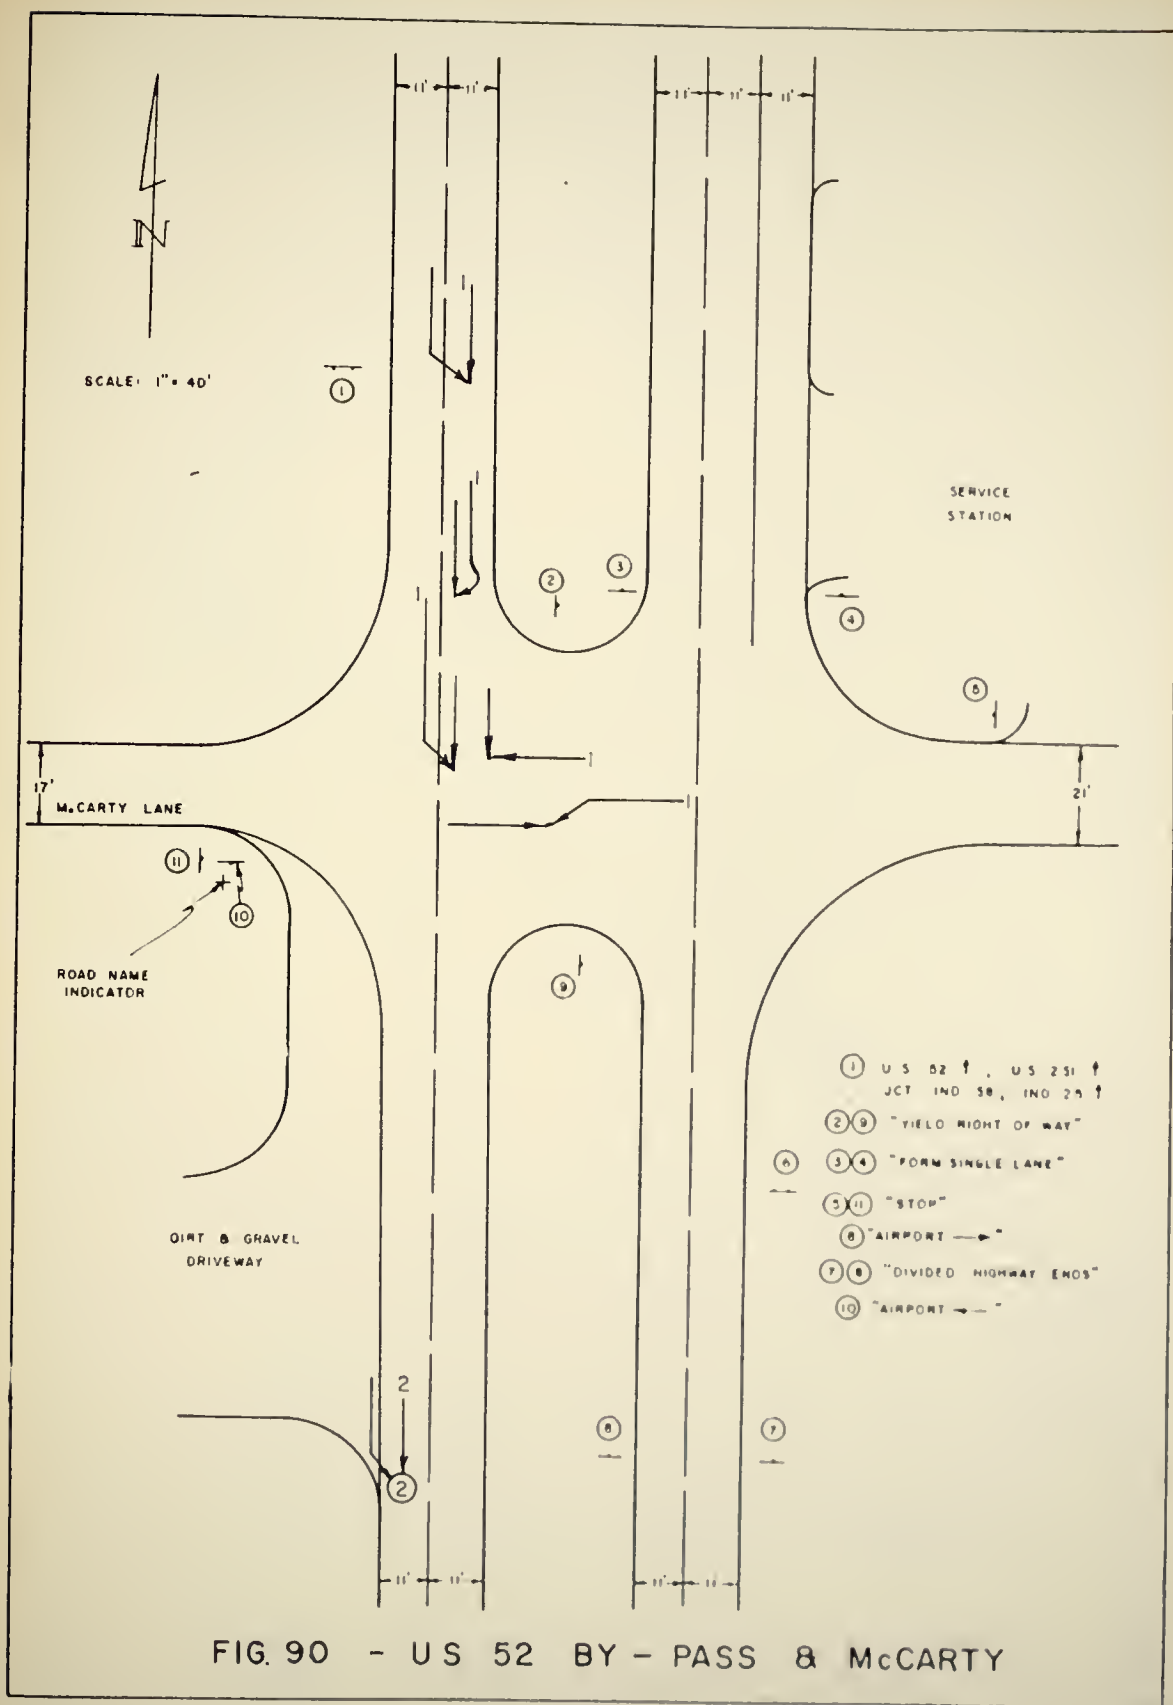 11' 11' 11' 11' 11'
N
SCALE: 1" = 40'
1
1
1
SERVICE
STATION
3
2
1
4
5
1
17'
McCARTY LANE
21'
1
11
10
ROAD NAME
INDICATOR
9
1 US 52 ↑, US 231 ↑
JCT IND 38, IND 25 ↑
2 9 "YIELD RIGHT OF WAY"
6
3 4 "FORM SINGLE LANE"
5 11 "STOP"
6 "AIRPORT → "
7 8 "DIVIDED HIGHWAY ENDS"
10 "AIRPORT ← "
DIRT & GRAVEL
DRIVEWAY
2
8
7
2
11' 11' 11' 11'
FIG. 90 - US 52 BY-PASS & McCARTY